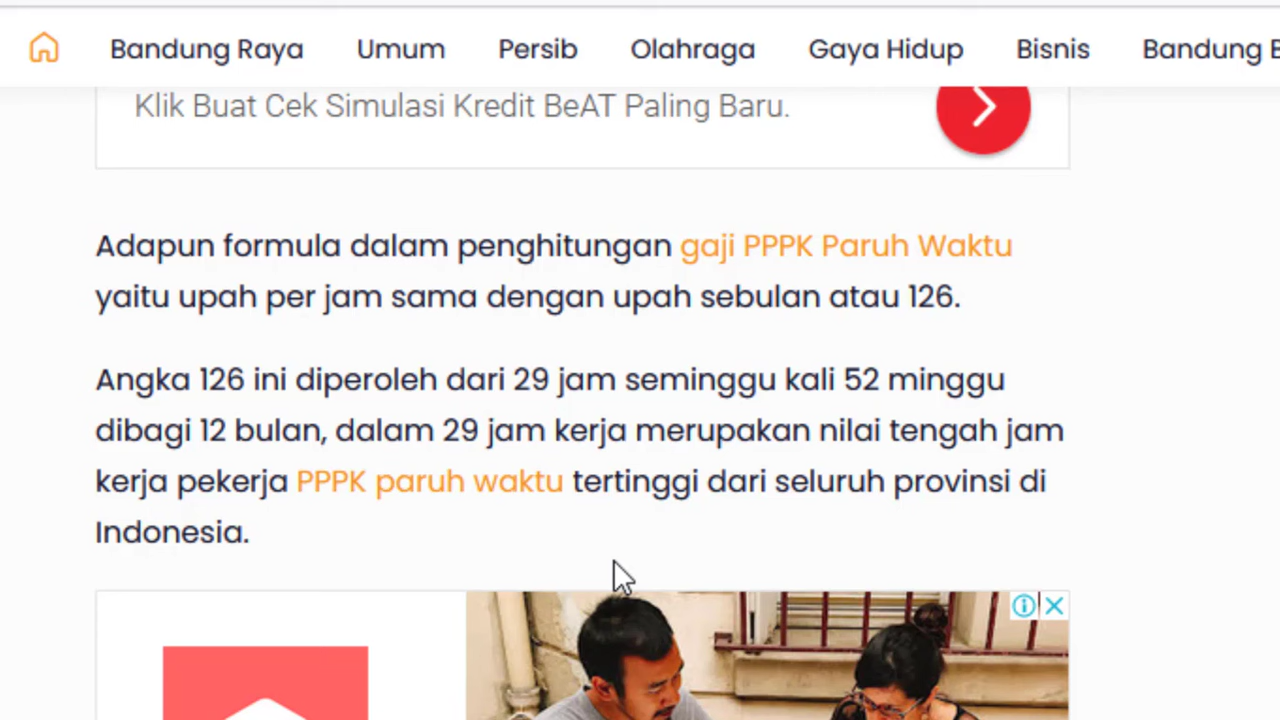 Bandung Raya Umum Persib Olahraga Gaya Hidup Bisnis Bandung B
Klik Buat Cek Simulasi Kredit BeAT Paling Baru.
Adapun formula dalam penghitungan gaji PPPK Paruh Waktu
yaitu upah per jam sama dengan upah sebulan atau 126.
Angka 126 ini diperoleh dari 29 jam seminggu kali 52 minggu
dibagi 12 bulan, dalam 29 jam kerja merupakan nilai tengah jam
kerja pekerja PPPK paruh waktu tertinggi dari seluruh provinsi di
Indonesia.